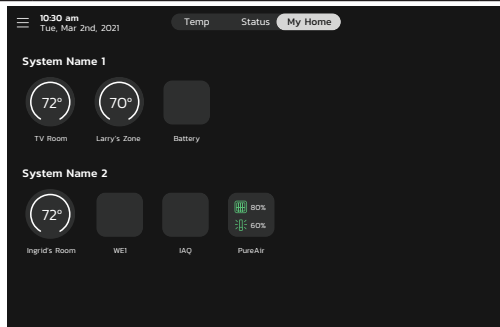 10:30 am
Tue, Mar 2nd, 2021
Temp Status My Home
System Name 1
72° 70°
TV Room Larry's Zone Battery
System Name 2
72° 80%
60%
Ingrid's Room WE1 IAQ PureAir